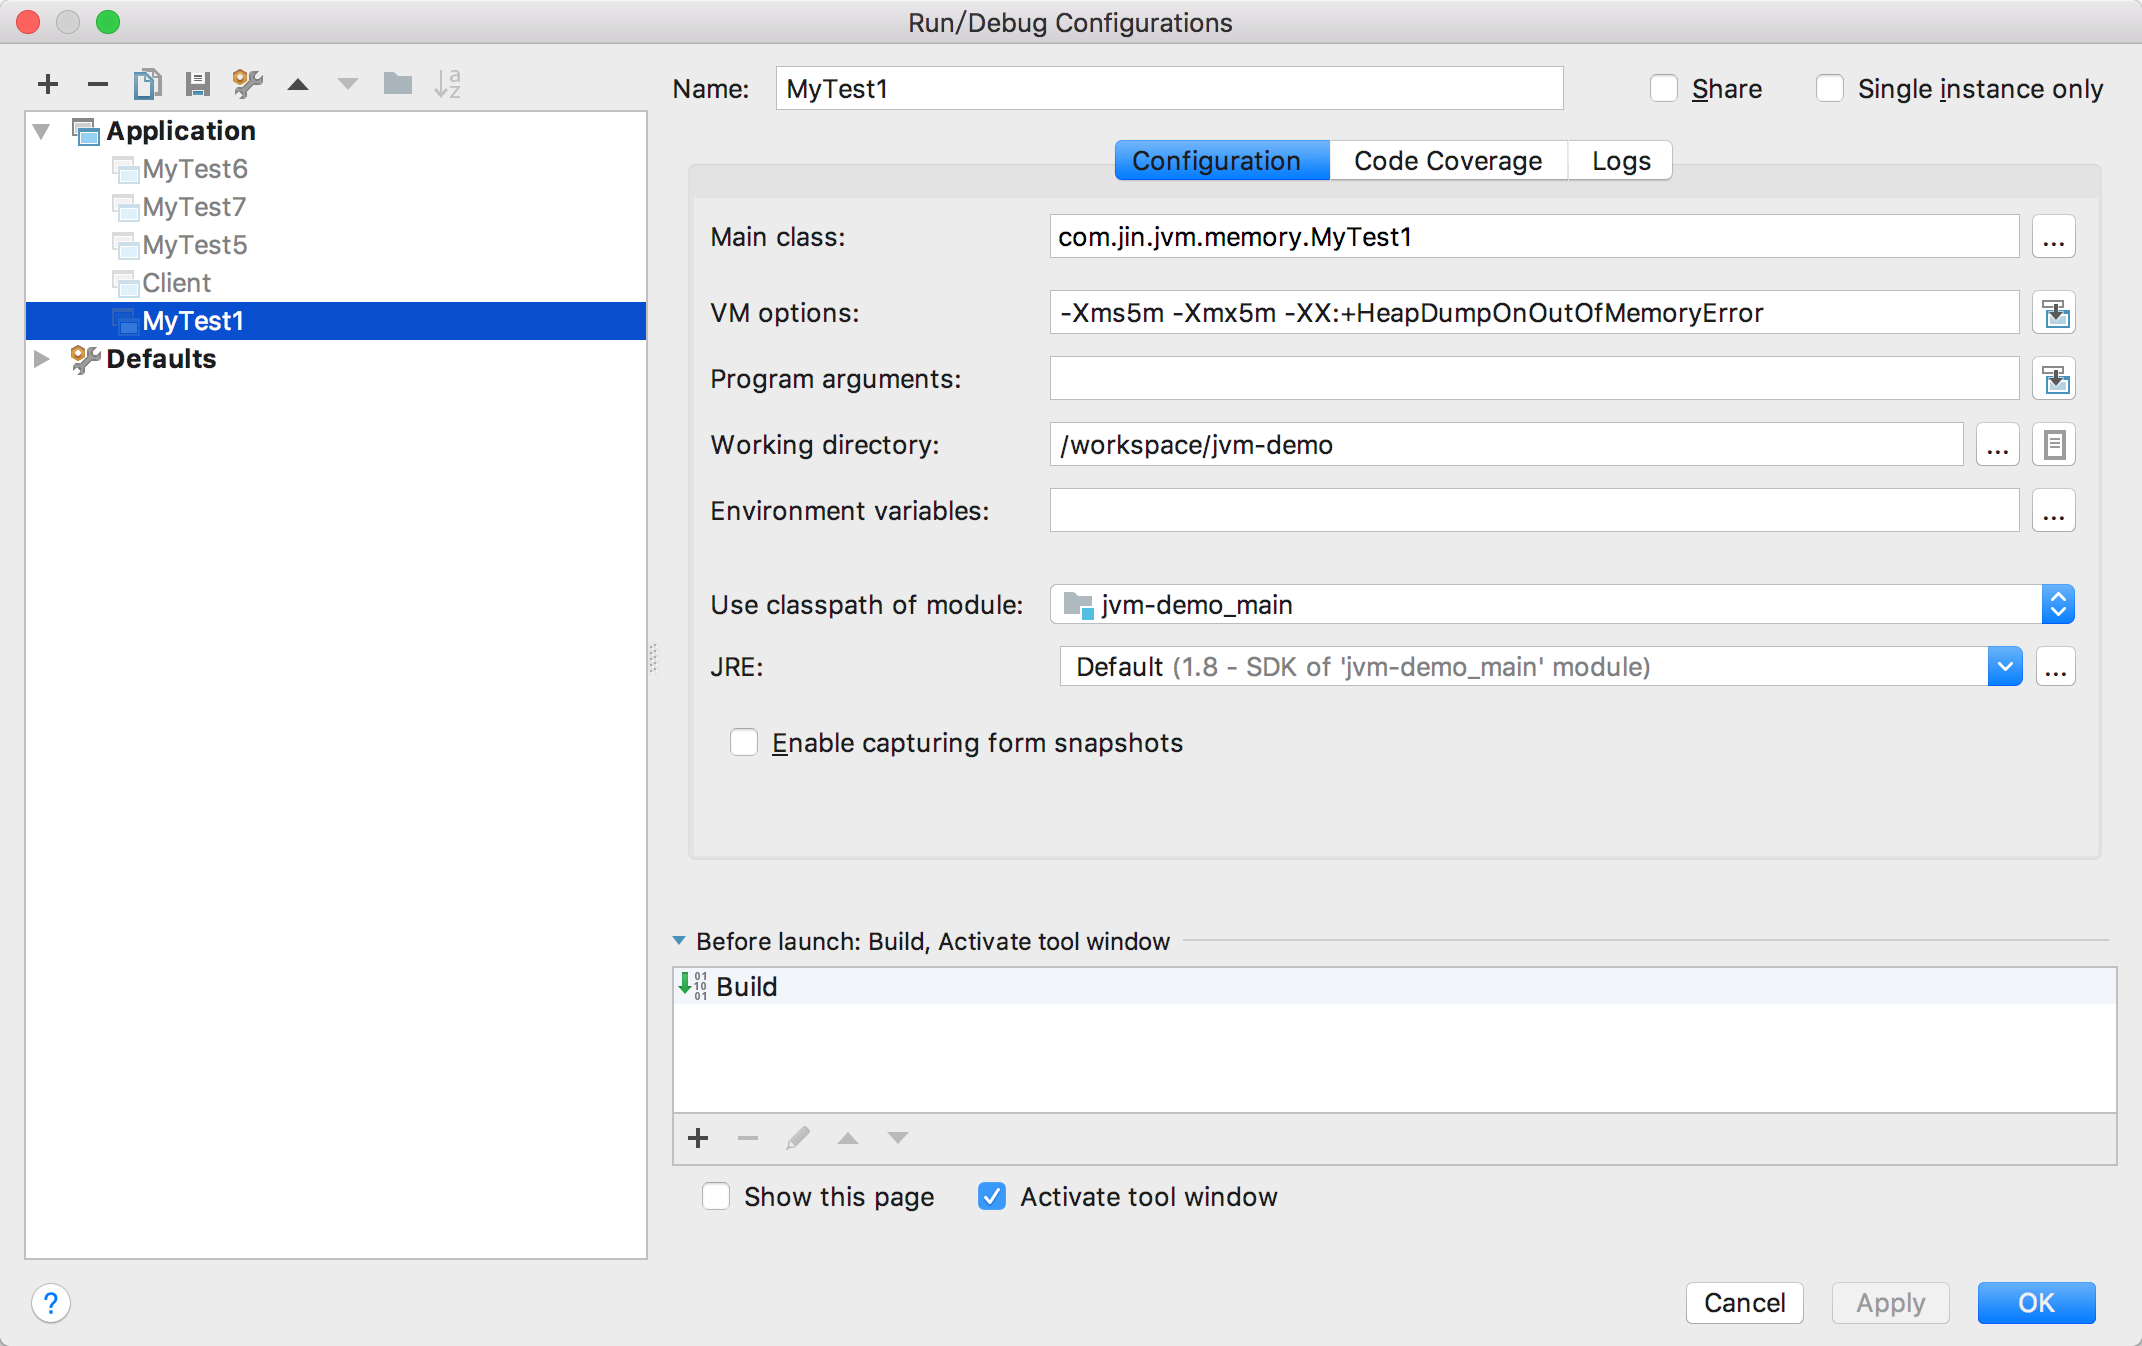 Run/Debug Configurations
Name: MyTest1 Share Single instance only
Application
MyTest6
MyTest7
MyTest5
Client
MyTest1
Defaults
Configuration Code Coverage Logs
Main class: com.jin.jvm.memory.MyTest1 ...
VM options: -Xms5m -Xmx5m -XX:+HeapDumpOnOutOfMemoryError
Program arguments:
Working directory: /workspace/jvm-demo ...
Environment variables: ...
Use classpath of module: jvm-demo_main
JRE: Default (1.8 - SDK of 'jvm-demo_main' module) ...
Enable capturing form snapshots
Before launch: Build, Activate tool window
Build
Show this page Activate tool window
? Cancel Apply OK